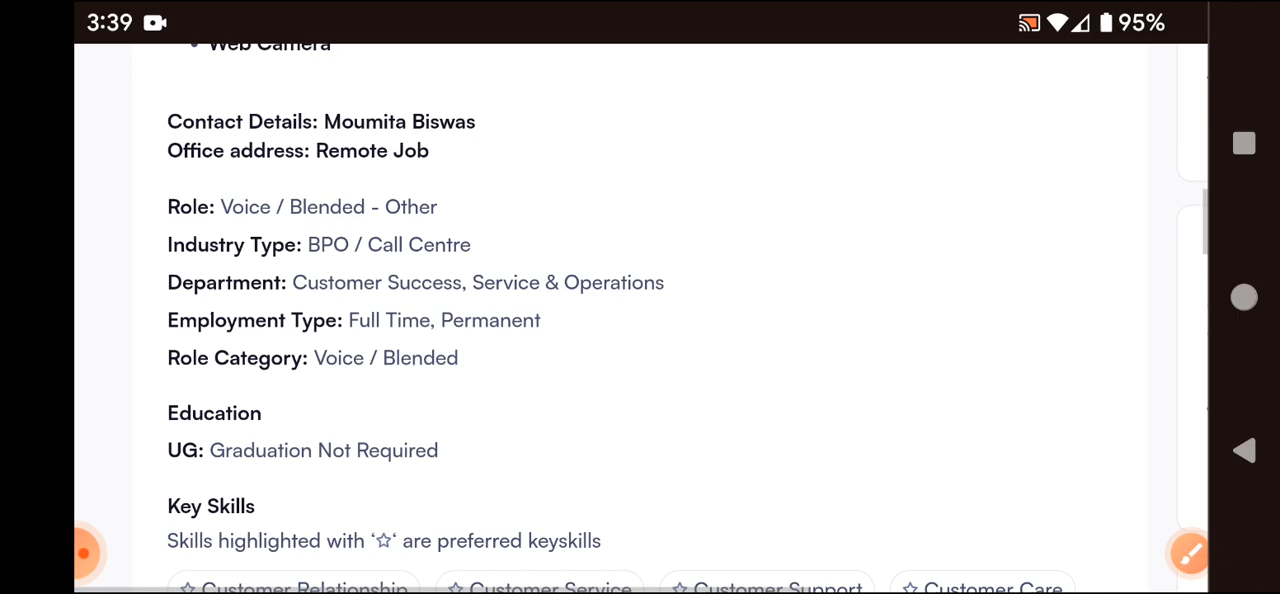 3:39
95%
Web Camera
Contact Details: Moumita Biswas
Office address: Remote Job
Role: Voice / Blended - Other
Industry Type: BPO / Call Centre
Department: Customer Success, Service & Operations
Employment Type: Full Time, Permanent
Role Category: Voice / Blended
Education
UG: Graduation Not Required
Key Skills
Skills highlighted with ‘☆‘ are preferred keyskills
☆ Customer Relationship ☆ Customer Service ☆ Customer Support ☆ Customer Care